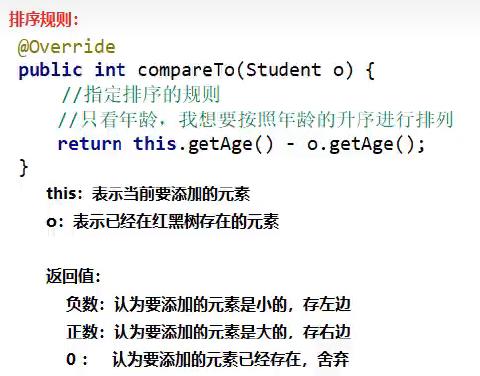 排序规则：
@Override
public int compareTo(Student o) {
//指定排序的规则
//只看年龄，我想要按照年龄的升序进行排列
return this.getAge() - o.getAge();
}
this：表示当前要添加的元素
o：表示已经在红黑树存在的元素
返回值：
负数：认为要添加的元素是小的，存左边
正数：认为要添加的元素是大的，存右边
0 ： 认为要添加的元素已经存在，舍弃